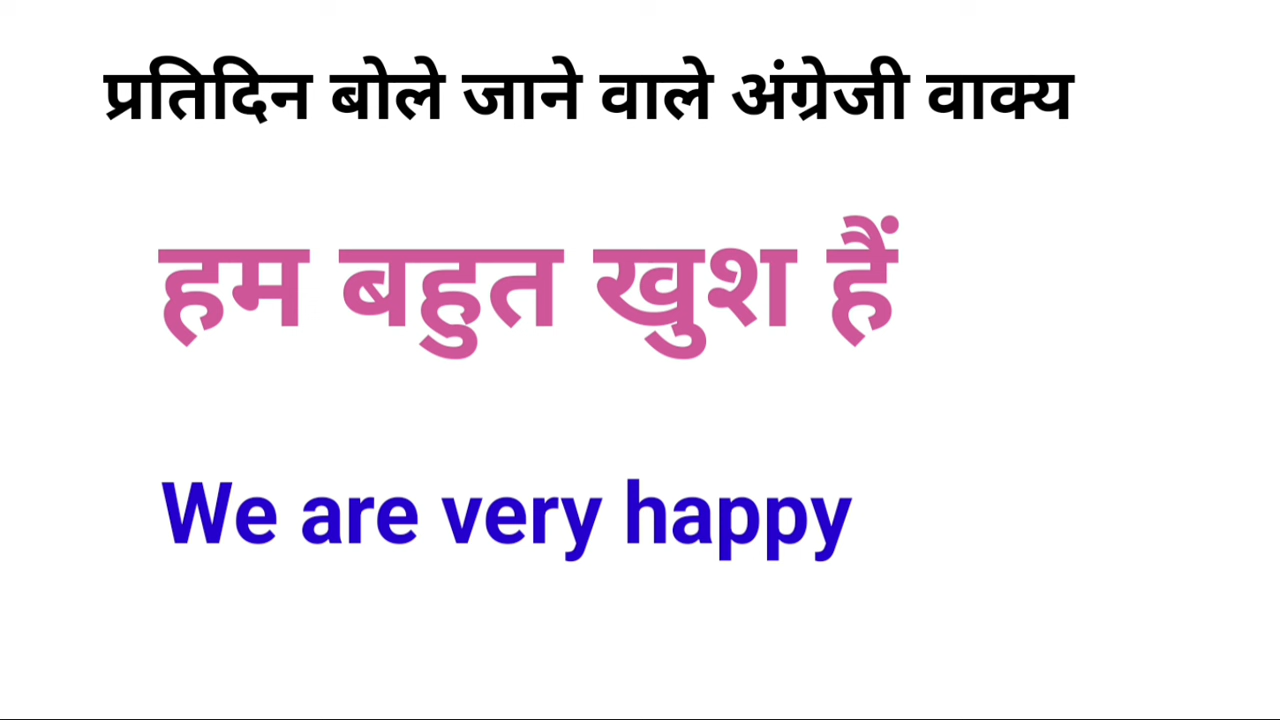 प्रतिदिन बोले जाने वाले अंग्रेजी वाक्य
हम बहुत खुश हैं
We are very happy